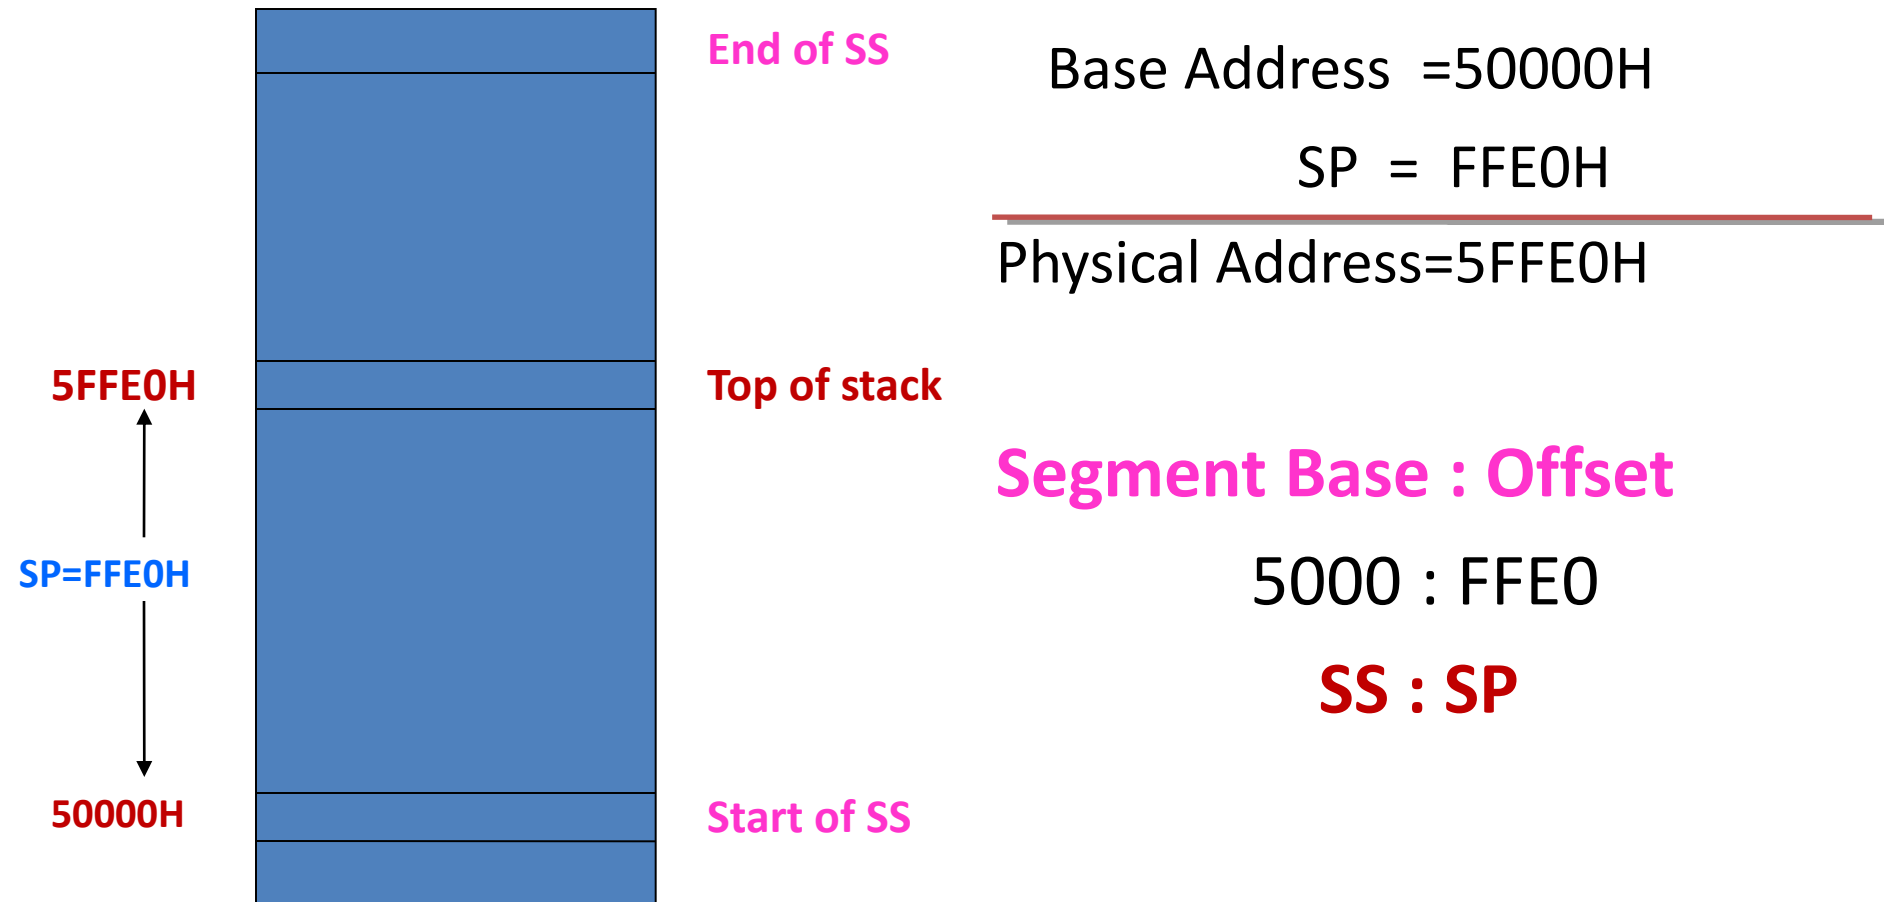 End of SS
5FFE0H
Top of stack
SP=FFE0H
50000H
Start of SS
Base Address =50000H
SP = FFE0H
Physical Address=5FFE0H
Segment Base : Offset
5000 : FFE0
SS : SP